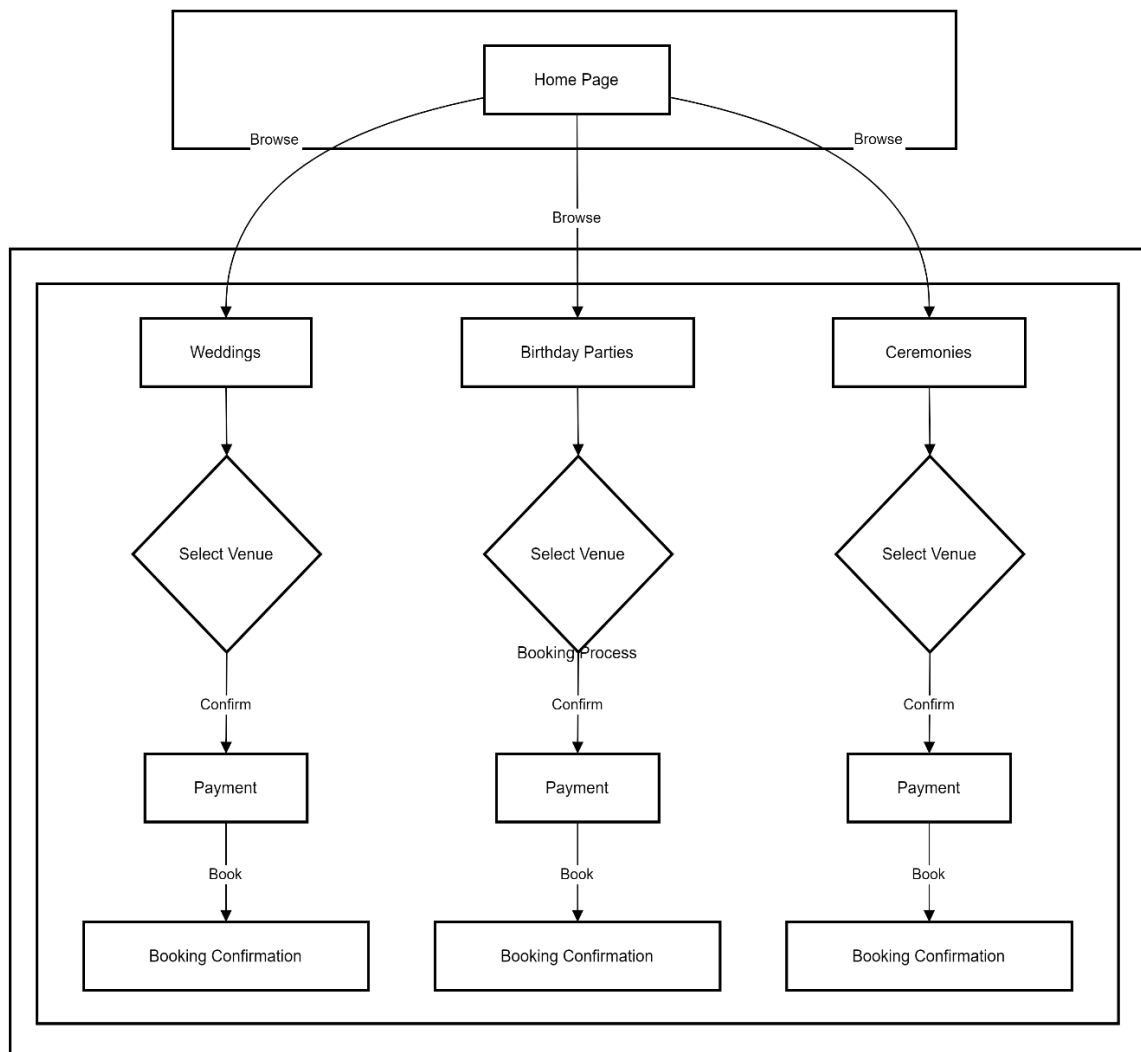 Home Page
Browse
Browse
Browse
Weddings
Birthday Parties
Ceremonies
Select Venue
Select Venue
Select Venue
Booking Process
Confirm
Confirm
Confirm
Payment
Payment
Payment
Book
Book
Book
Booking Confirmation
Booking Confirmation
Booking Confirmation